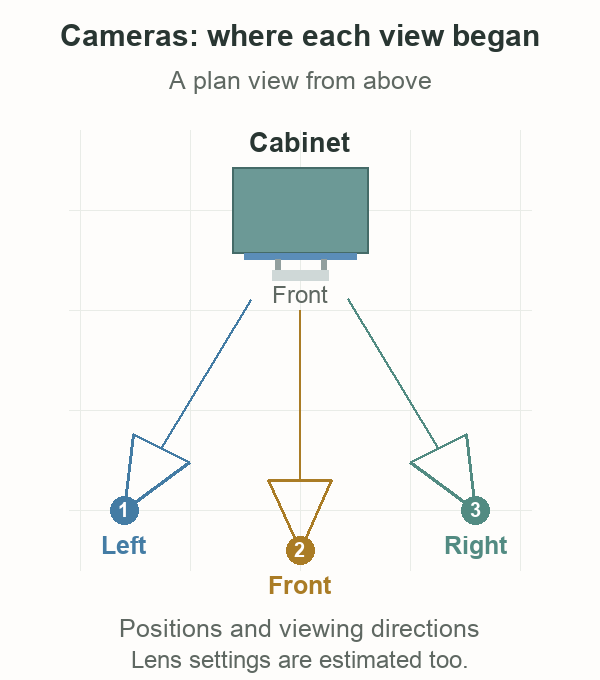 Cameras: where each view began
A plan view from above
Cabinet
Front
1
2
3
Left
Right
Front
Positions and viewing directions
Lens settings are estimated too.